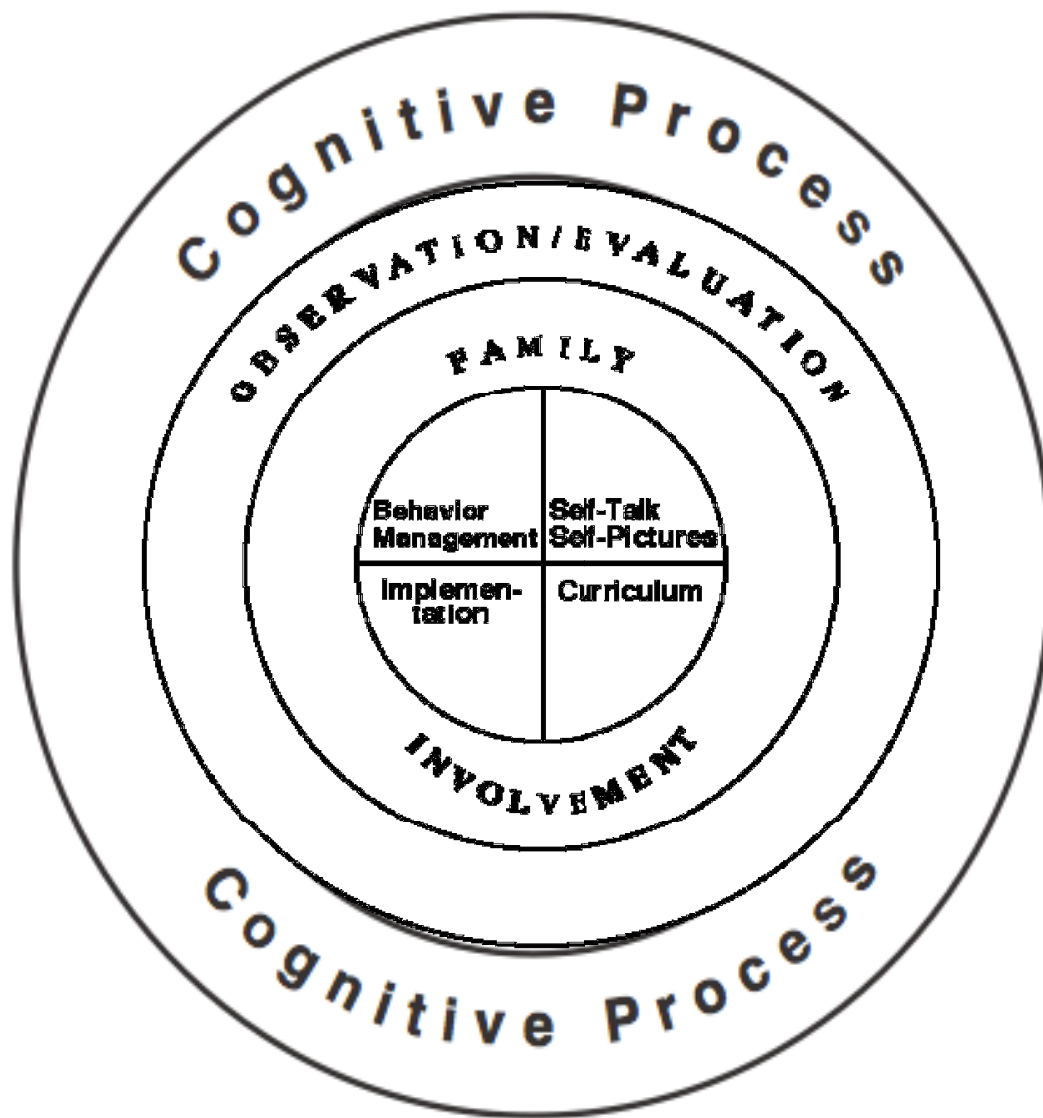 Cognitive Process
OBSERVATION/EVALUATION
FAMILY
Behavior
Management
Self-Talk
Self-Pictures
Implemen-
tation
Curriculum
INVOLVEMENT
Cognitive Process